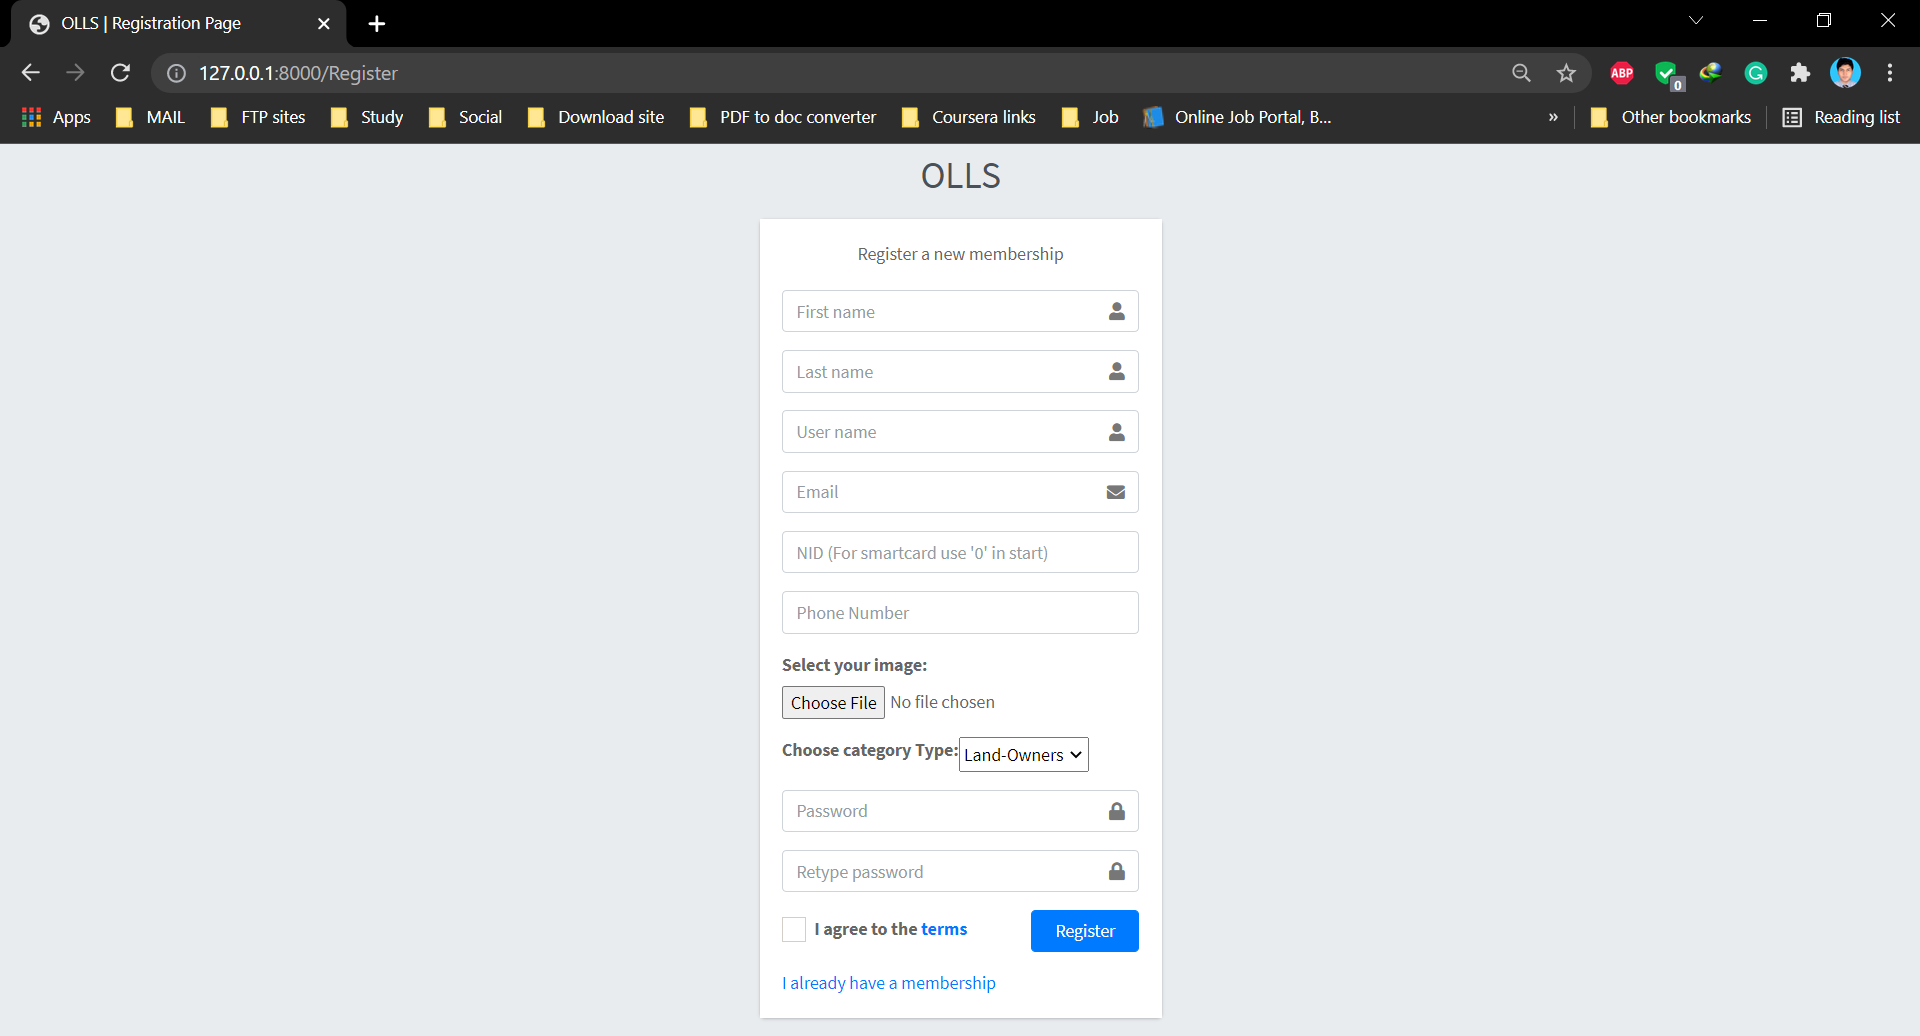 OLLS | Registration Page
127.0.0.1:8000/Register
ABP
0
Apps MAIL FTP sites Study Social Download site PDF to doc converter Coursera links Job Online Job Portal, B... » Other bookmarks Reading list
OLLS
Register a new membership
First name
Last name
User name
Email
NID (For smartcard use '0' in start)
Phone Number
Select your image:
Choose File No file chosen
Choose category Type: Land-Owners
Password
Retype password
I agree to the terms Register
I already have a membership